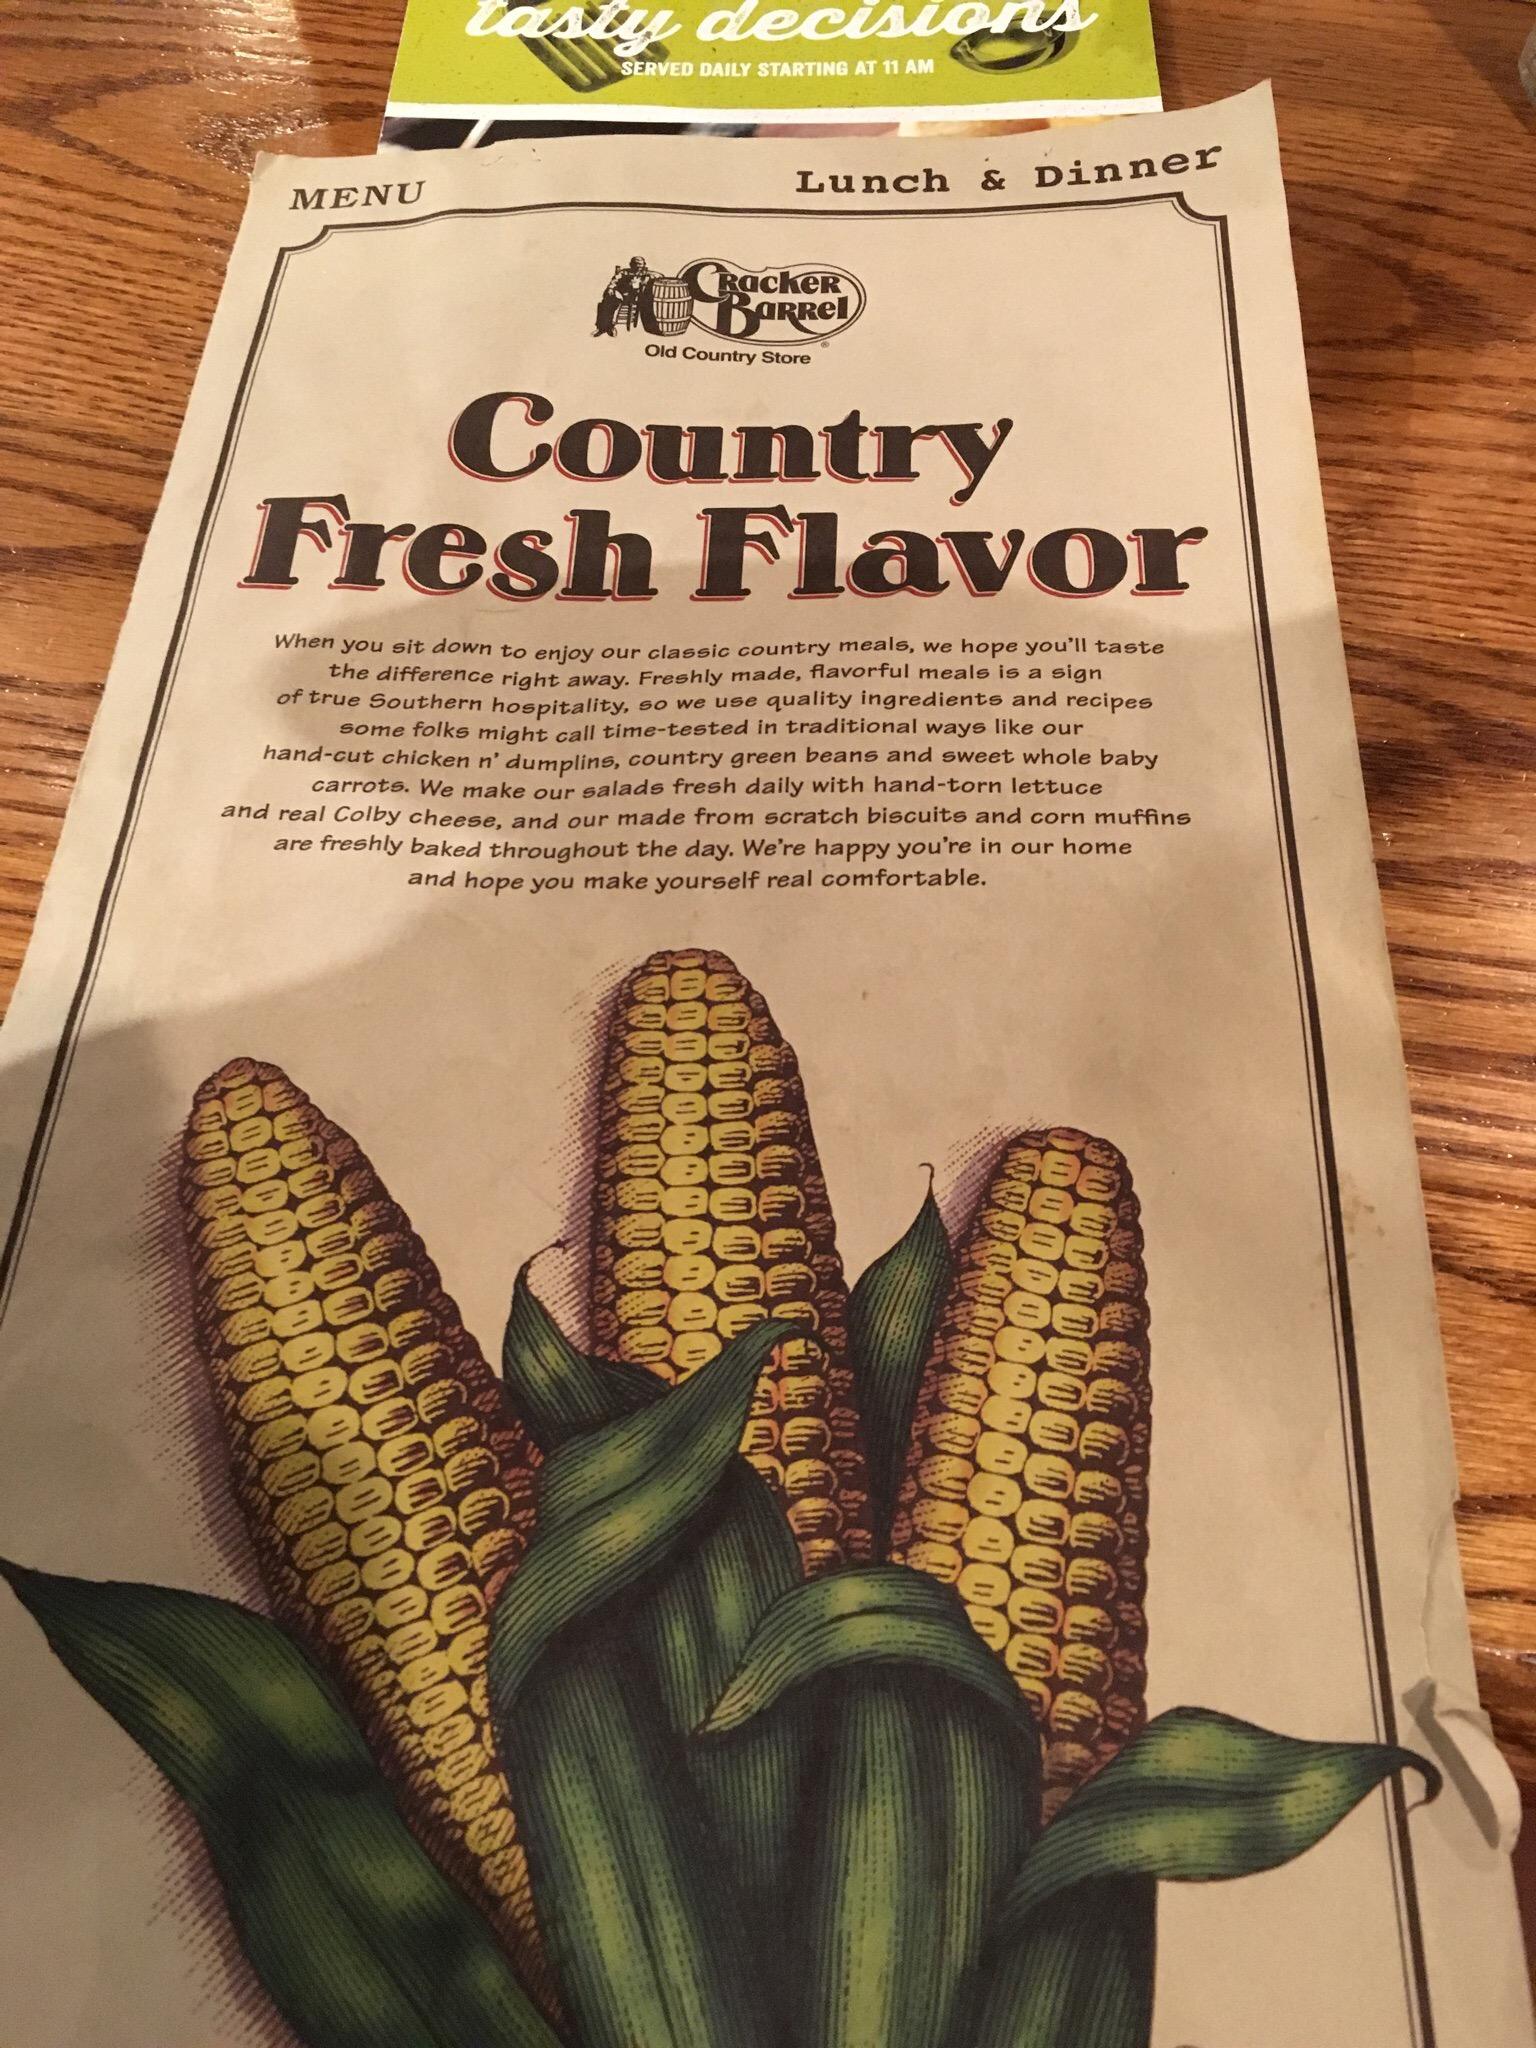 tasty decisions
SERVED DAILY STARTING AT 11 AM
MENU
Lunch & Dinner
Cracker
Barrel
®
Old Country Store
Country
Fresh Flavor
When you sit down to enjoy our classic country meals, we hope you'll taste
the difference right away. Freshly made, flavorful meals is a sign
of true Southern hospitality, so we use quality ingredients and recipes
some folks might call time-tested in traditional ways like our
hand-cut chicken n' dumplins, country green beans and sweet whole baby
carrots. We make our salads fresh daily with hand-torn lettuce
and real Colby cheese, and our made from scratch biscuits and corn muffins
are freshly baked throughout the day. We're happy you're in our home
and hope you make yourself real comfortable.